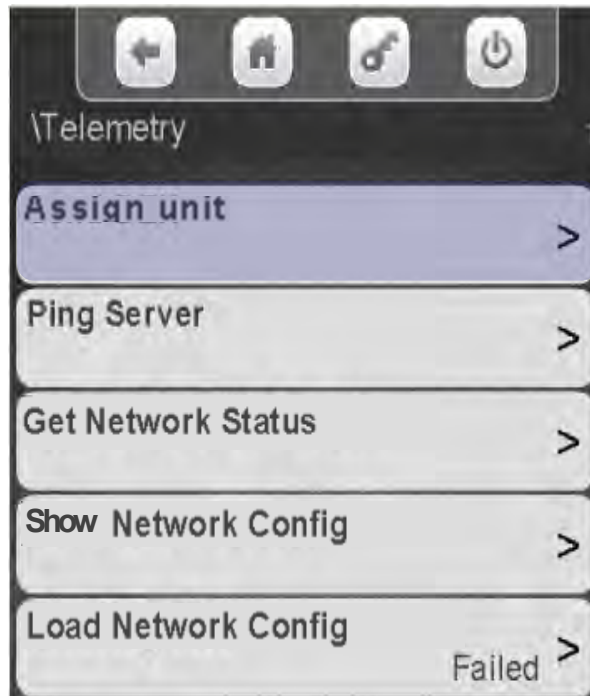 \Telemetry
Assign unit
>
Ping Server
>
Get Network Status
>
Show Network Config
>
Load Network Config
Failed >